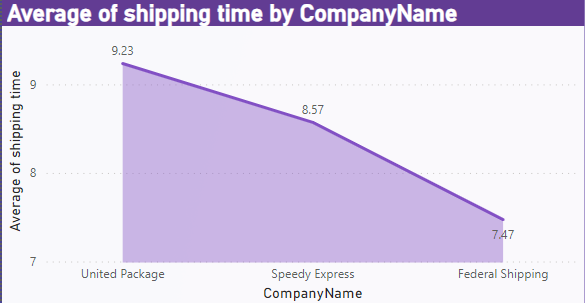 Average of shipping time by CompanyName
9.23
9
8.57
8
7.47
7
Average of shipping time
United Package Speedy Express Federal Shipping
CompanyName